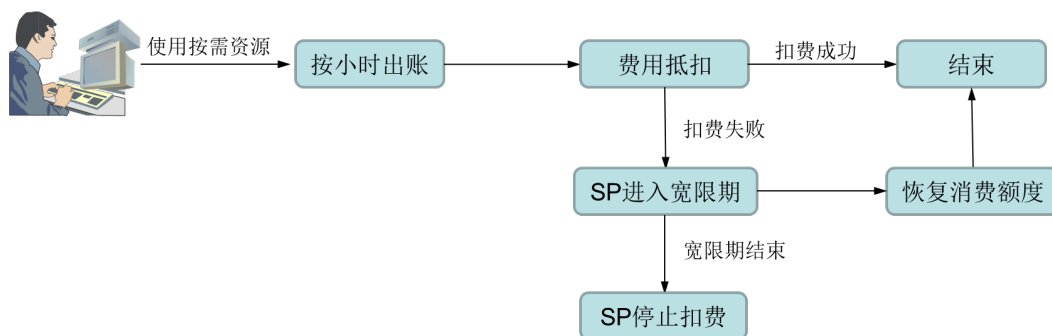 使用按需资源
按小时出账
费用抵扣
扣费成功
结束
扣费失败
SP进入宽限期
恢复消费额度
宽限期结束
SP停止扣费